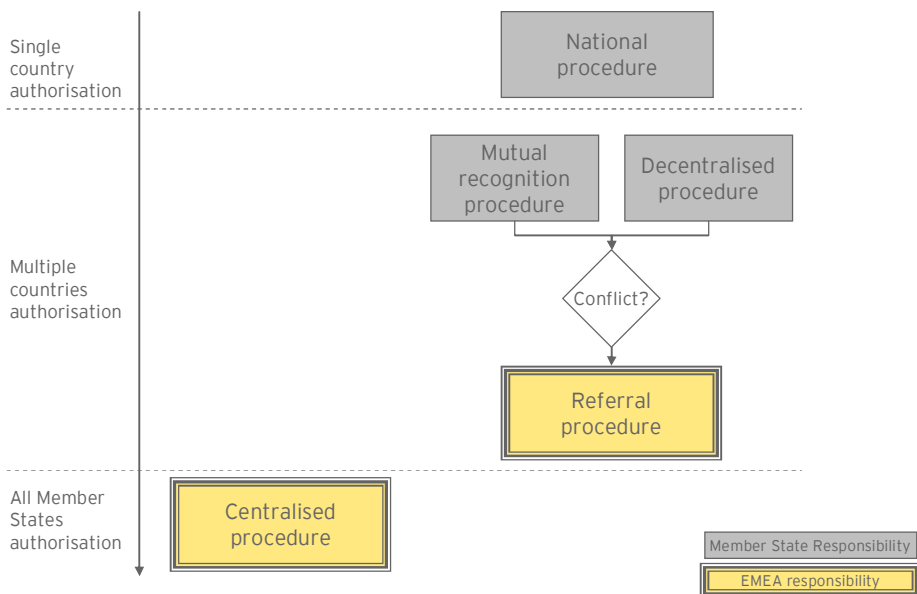 Single
country
authorisation
National
procedure
Mutual
recognition
procedure
Decentralised
procedure
Multiple
countries
authorisation
Conflict?
Referral
procedure
All Member
States
authorisation
Centralised
procedure
Member State Responsibility
EMEA responsibility